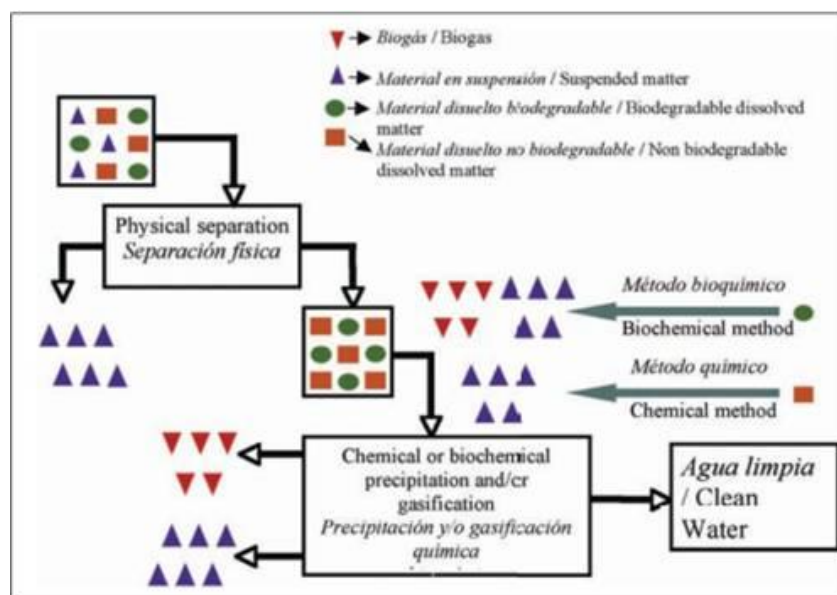 Biogás / Biogas
Material en suspensión / Suspended matter
Material disuelto biodegradable / Biodegradable dissolved
matter
Material disuelto no biodegradable / Non biodegradable
dissolved matter
Physical separation
Separación física
Método bioquímico
Biochemical method
Método químico
Chemical method
Chemical or biochemical
precipitation and/or
gasification
Precipitación y/o gasificación
química
Agua limpia
/ Clean
Water